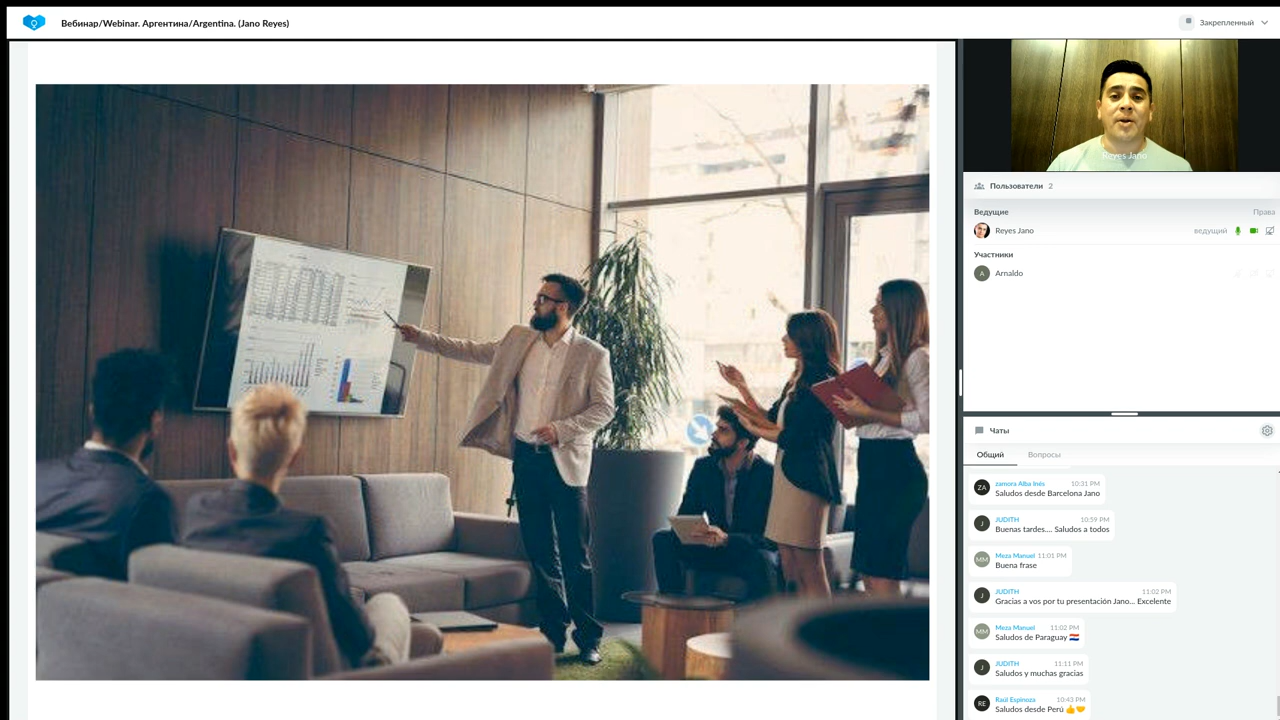 Вебинар/Webinar. Аргентина/Argentina. (Jano Reyes)
Закрепленный
Reyes Jano
Пользователи 2
Ведущие Права
Reyes Jano ведущий
Участники
A Arnaldo
Чаты
Общий Вопросы
ZA zamora Alba Inés 10:31 PM
Saludos desde Barcelona Jano
J JUDITH 10:59 PM
Buenas tardes.... Saludos a todos
MM Meza Manuel 11:01 PM
Buena frase
J JUDITH 11:02 PM
Gracias a vos por tu presentación Jano... Excelente
MM Meza Manuel 11:02 PM
Saludos de Paraguay 🇵🇾
J JUDITH 11:11 PM
Saludos y muchas gracias
RE Raúl Espinoza 10:43 PM
Saludos desde Perú 👍🤝